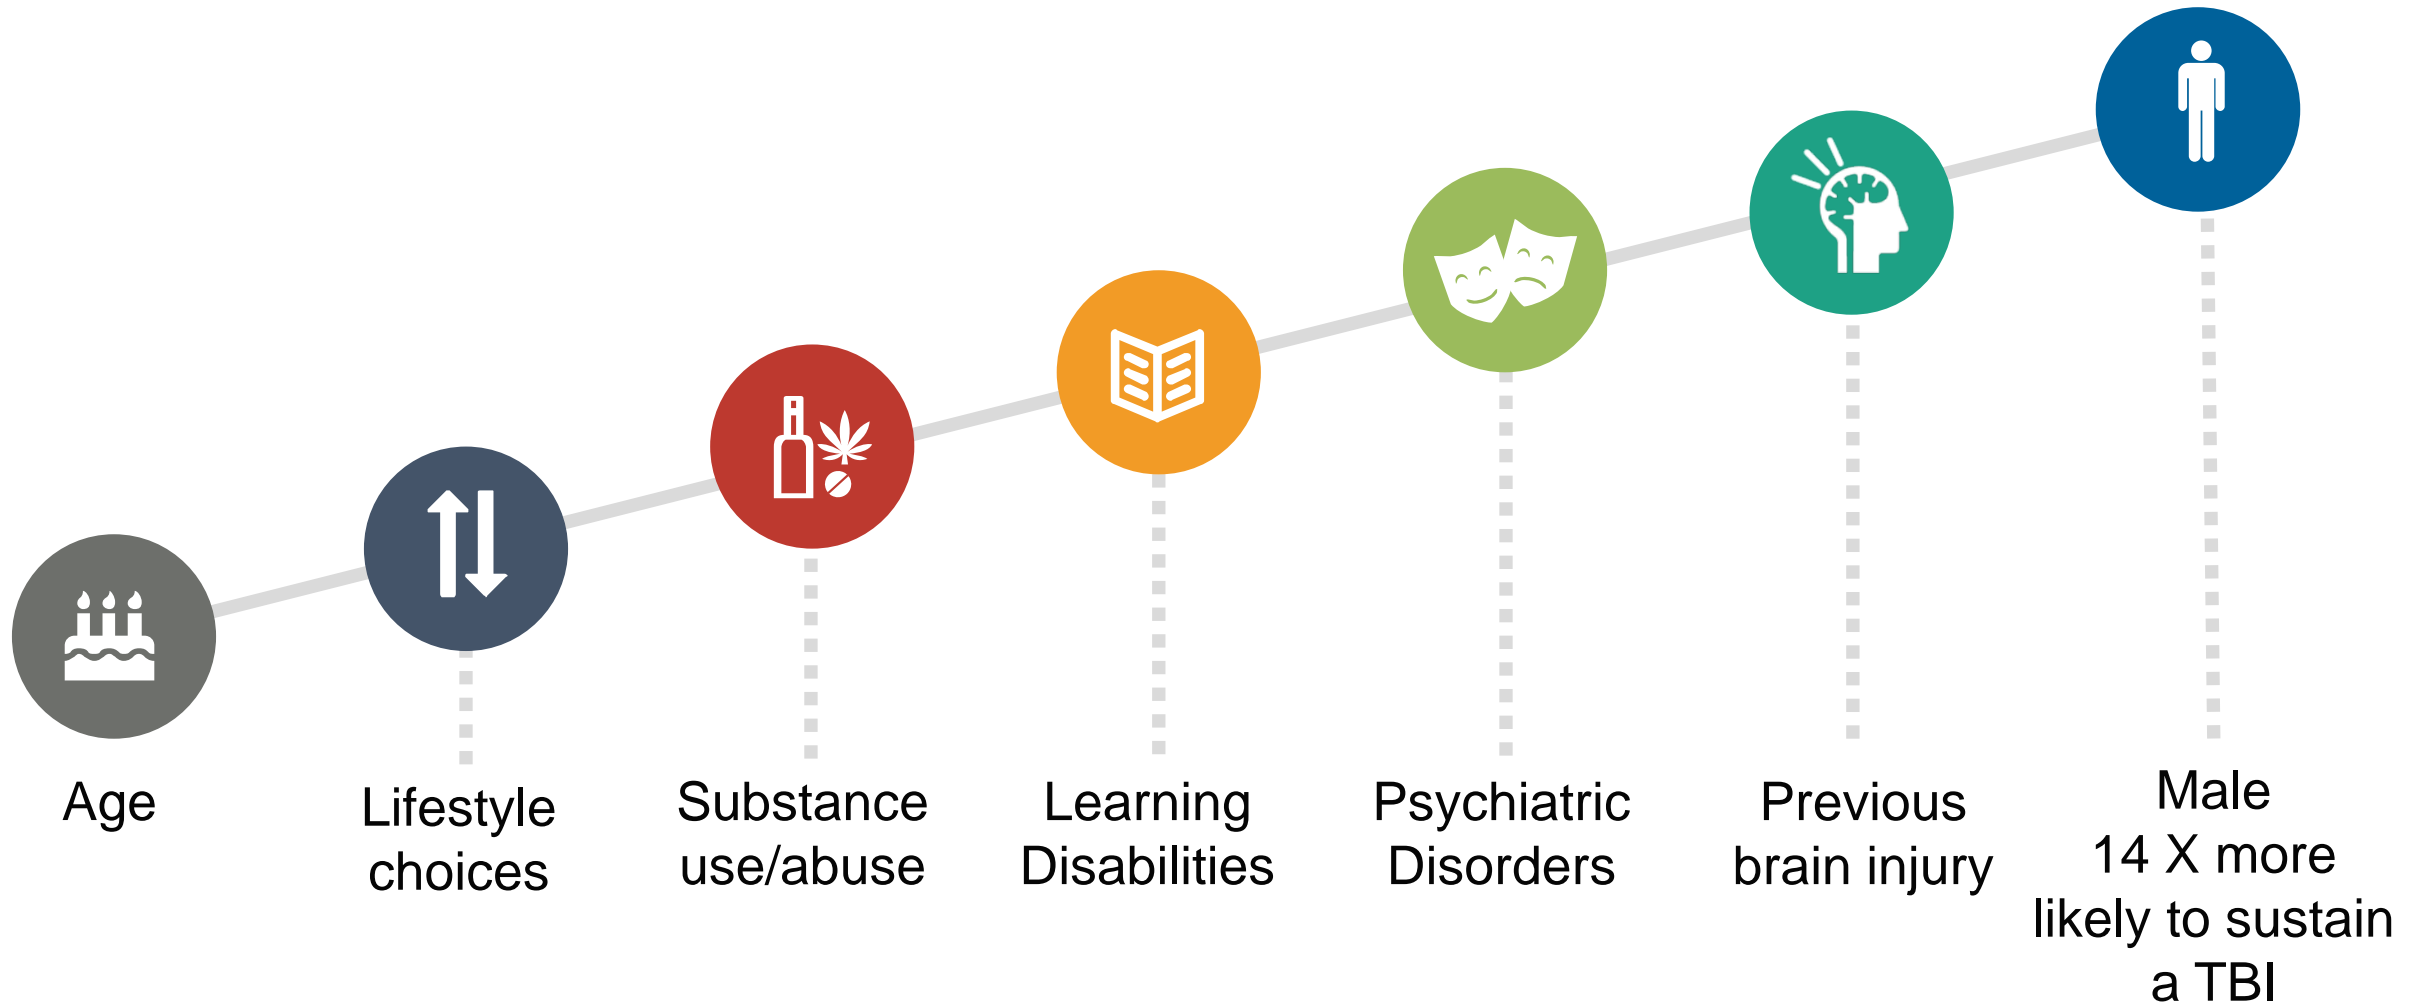 Age
Lifestyle
choices
Substance
use/abuse
Learning
Disabilities
Psychiatric
Disorders
Previous
brain injury
Male
14 X more
likely to sustain
a TBI